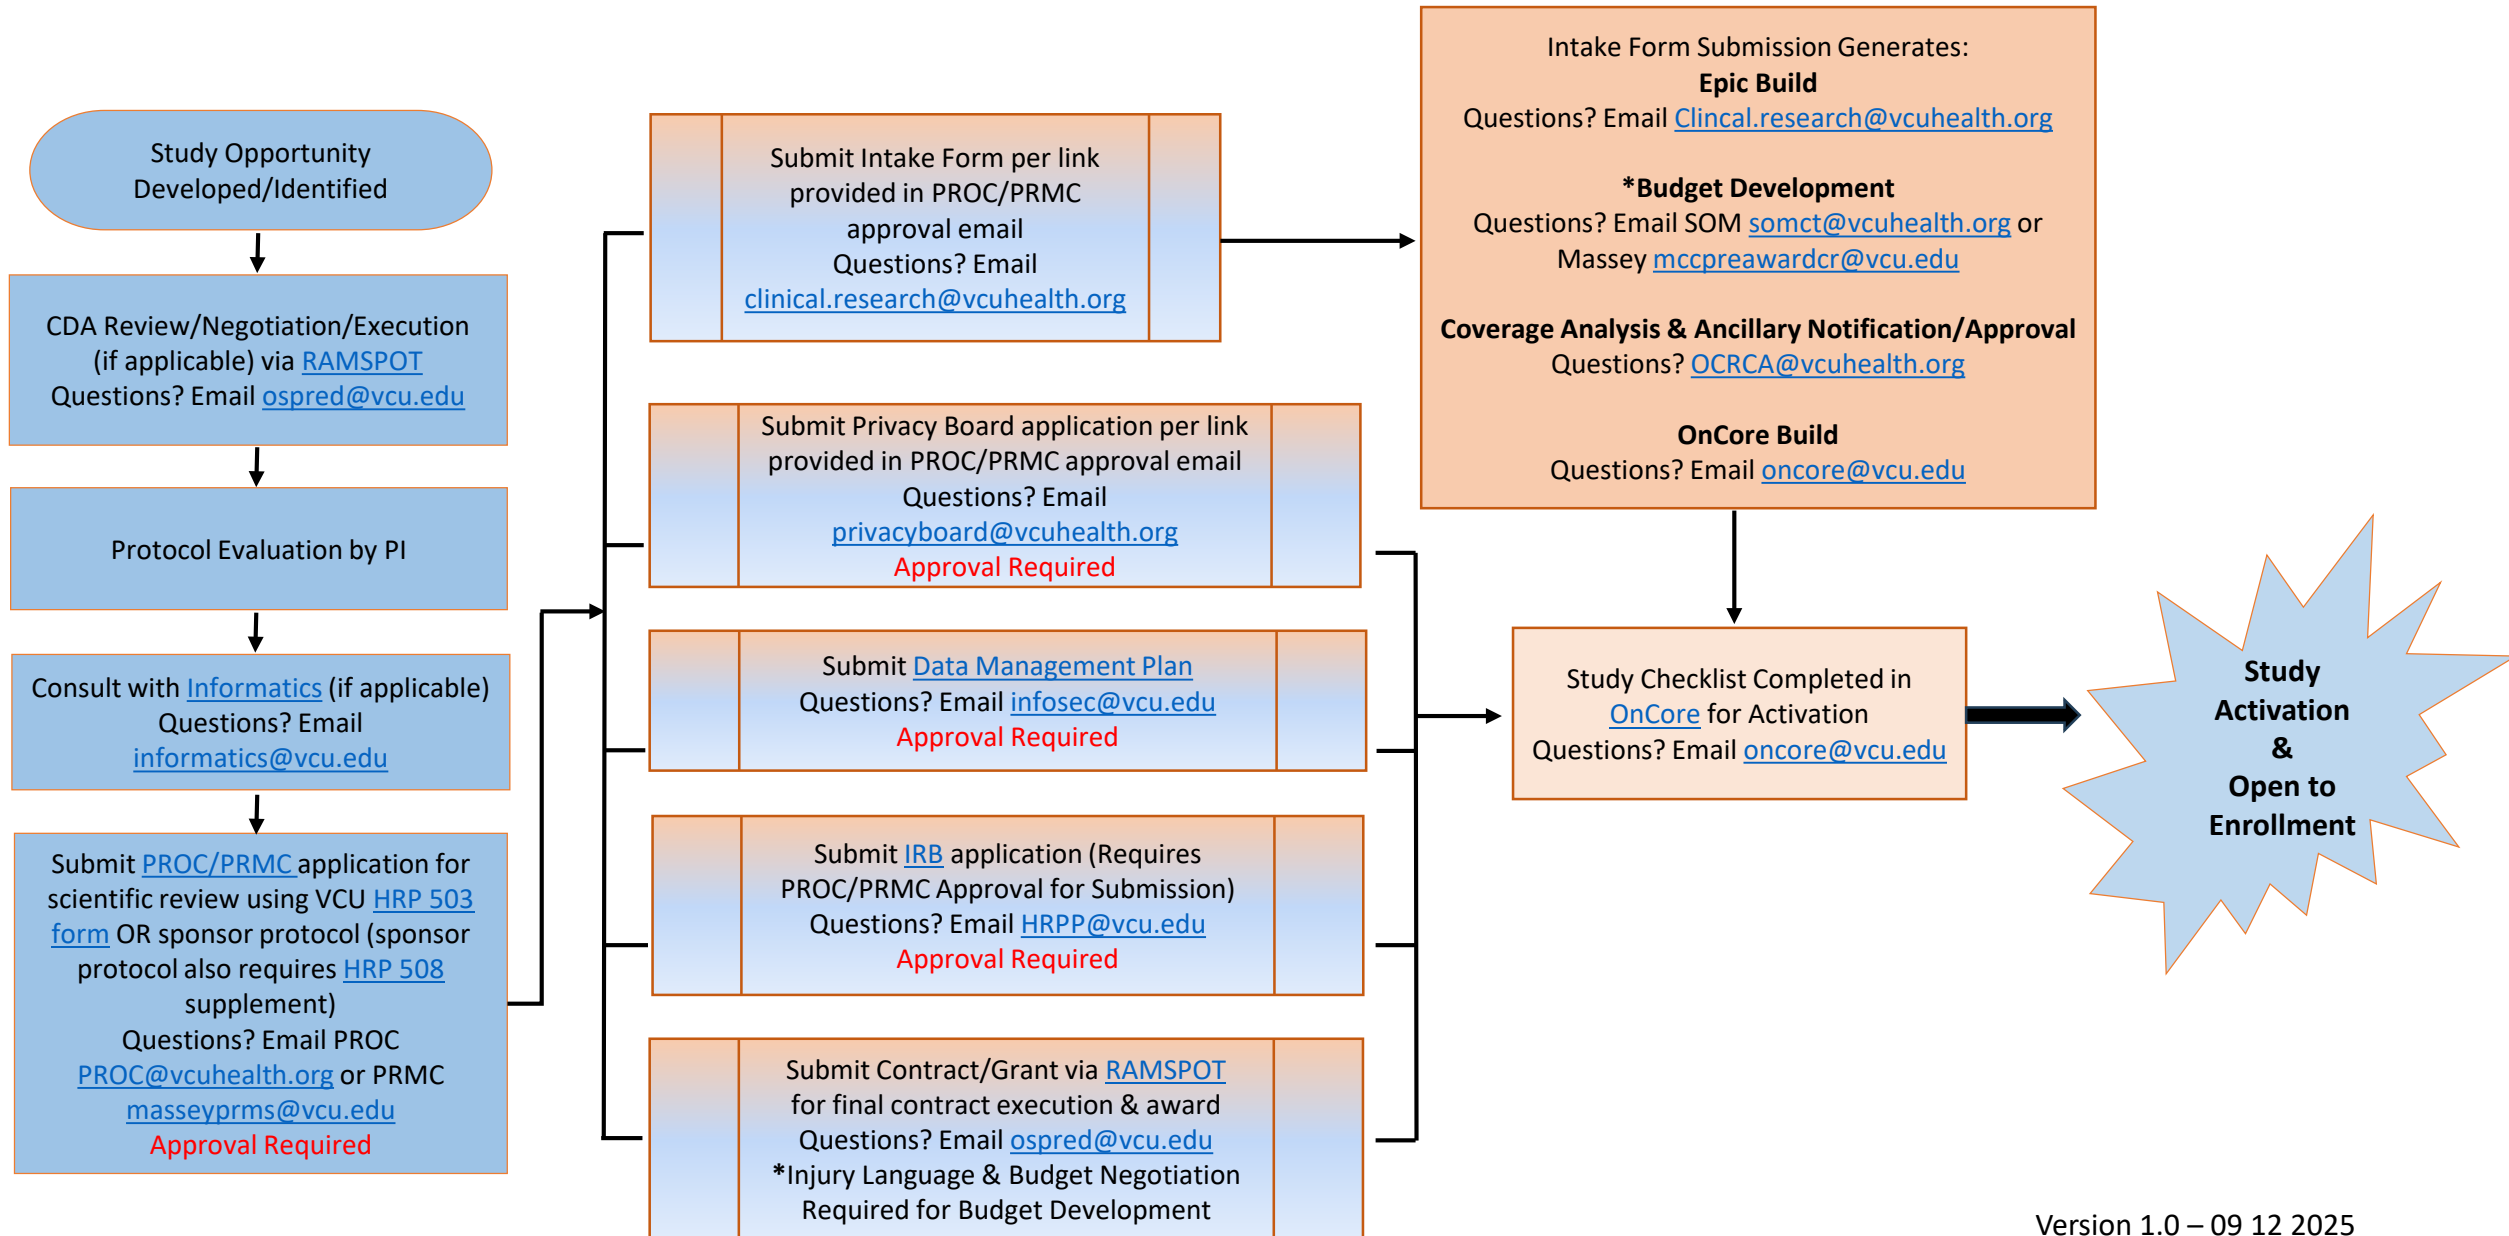 Study Opportunity
Developed/Identified
CDA Review/Negotiation/Execution
(if applicable) via RAMSPOT
Questions? Email ospred@vcu.edu
Protocol Evaluation by PI
Consult with Informatics (if applicable)
Questions? Email
informatics@vcu.edu
Submit PROC/PRMC application for
scientific review using VCU HRP 503
form OR sponsor protocol (sponsor
protocol also requires HRP 508
supplement)
Questions? Email PROC
PROC@vcuhealth.org or PRMC
masseyprms@vcu.edu
Approval Required
Submit Intake Form per link
provided in PROC/PRMC
approval email
Questions? Email
clinical.research@vcuhealth.org
Submit Privacy Board application per link
provided in PROC/PRMC approval email
Questions? Email
privacyboard@vcuhealth.org
Approval Required
Submit Data Management Plan
Questions? Email infosec@vcu.edu
Approval Required
Submit IRB application (Requires
PROC/PRMC Approval for Submission)
Questions? Email HRPP@vcu.edu
Approval Required
Submit Contract/Grant via RAMSPOT
for final contract execution & award
Questions? Email ospred@vcu.edu
*Injury Language & Budget Negotiation
Required for Budget Development
Intake Form Submission Generates:
Epic Build
Questions? Email Clincal.research@vcuhealth.org
*Budget Development
Questions? Email SOM somct@vcuhealth.org or
Massey mccpreawardcr@vcu.edu
Coverage Analysis & Ancillary Notification/Approval
Questions? OCRCA@vcuhealth.org
OnCore Build
Questions? Email oncore@vcu.edu
Study Checklist Completed in
OnCore for Activation
Questions? Email oncore@vcu.edu
Study
Activation
&
Open to
Enrollment
Version 1.0 – 09 12 2025